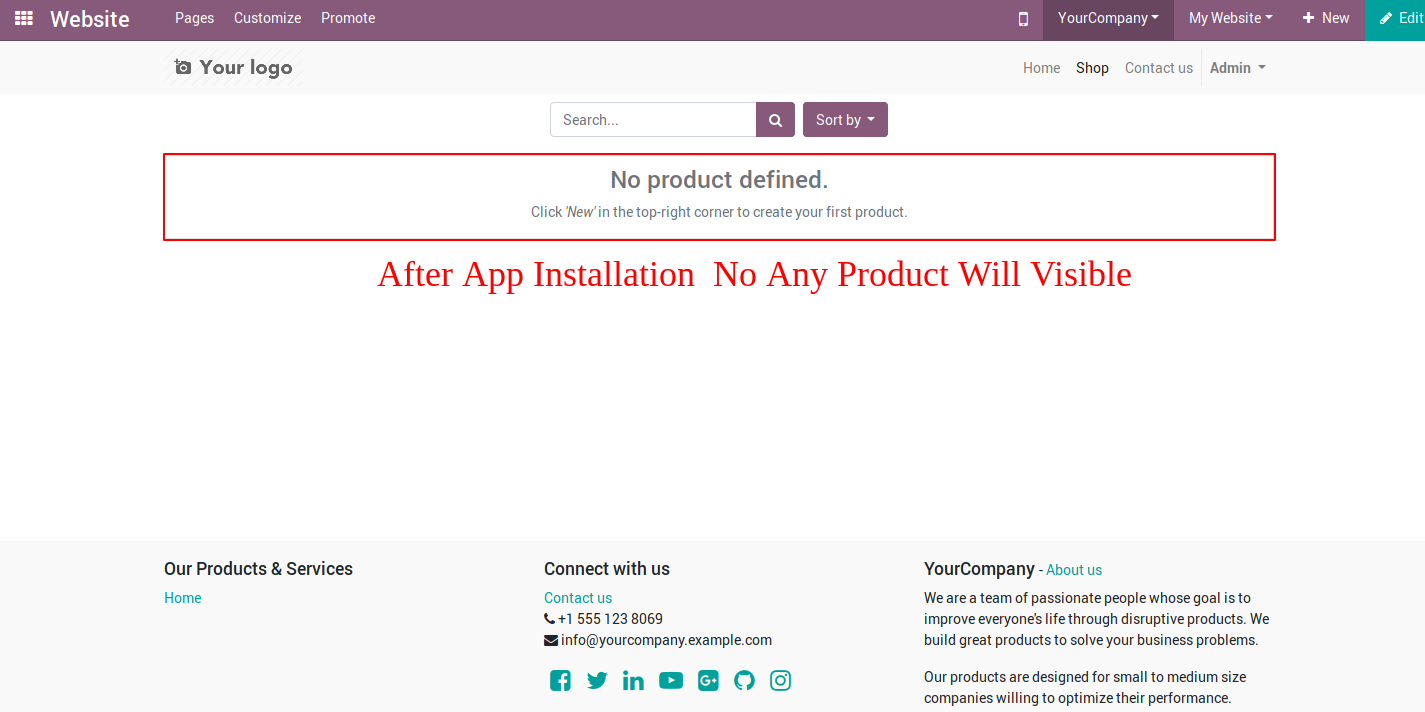 Website Pages Customize Promote YourCompany My Website New Edit
Your logo Home Shop Contact us Admin
Search... Sort by
No product defined.
Click 'New' in the top-right corner to create your first product.
After App Installation  No Any Product Will Visible
Our Products & Services
Home
Connect with us
Contact us
+1 555 123 8069
info@yourcompany.example.com
YourCompany - About us
We are a team of passionate people whose goal is to
improve everyone's life through disruptive products. We
build great products to solve your business problems.
Our products are designed for small to medium size
companies willing to optimize their performance.